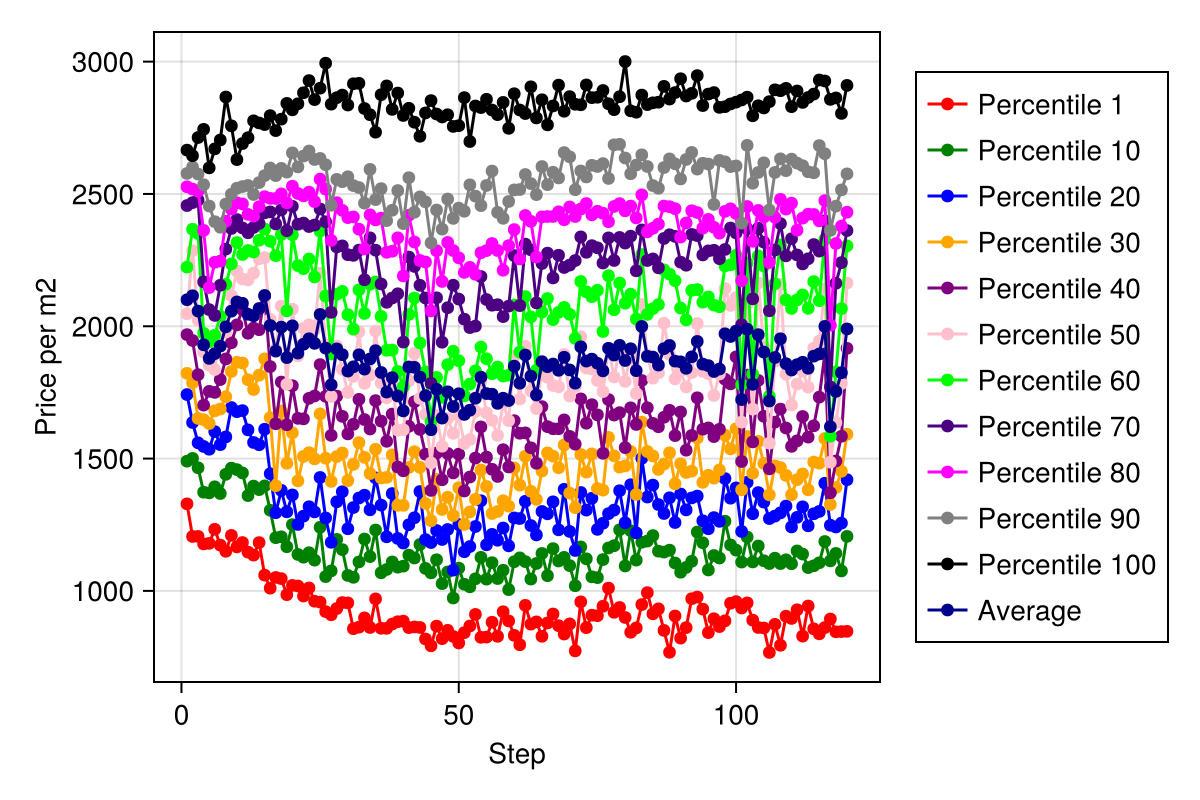 3000
2500
2000
1500
1000
Price per m2
0
50
100
Step
Percentile 1
Percentile 10
Percentile 20
Percentile 30
Percentile 40
Percentile 50
Percentile 60
Percentile 70
Percentile 80
Percentile 90
Percentile 100
Average